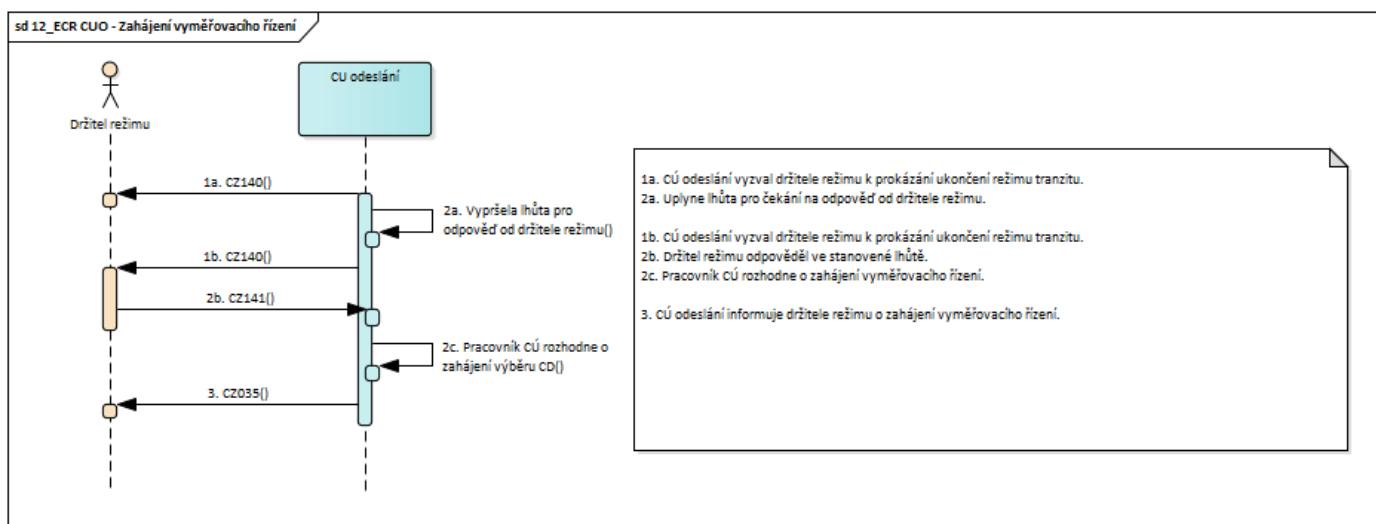 sd 12_ECR CUO - Zahájení vyměřovacího řízení
CU odeslání
Držitel režimu
1a. CZ140()
2a. Vypršela lhůta pro
odpověď od držitele režimu()
1b. CZ140()
2b. CZ141()
2c. Pracovník CÚ rozhodne o
zahájení výběru CD()
3. CZ035()
1a. CÚ odeslání vyzval držitele režimu k prokázání ukončení režimu tranzitu.
2a. Uplyne lhůta pro čekání na odpověď od držitele režimu.
1b. CÚ odeslání vyzval držitele režimu k prokázání ukončení režimu tranzitu.
2b. Držitel režimu odpověděl ve stanovené lhůtě.
2c. Pracovník CÚ rozhodne o zahájení vyměřovacího řízení.
3. CÚ odeslání informuje držitele režimu o zahájení vyměřovacího řízení.